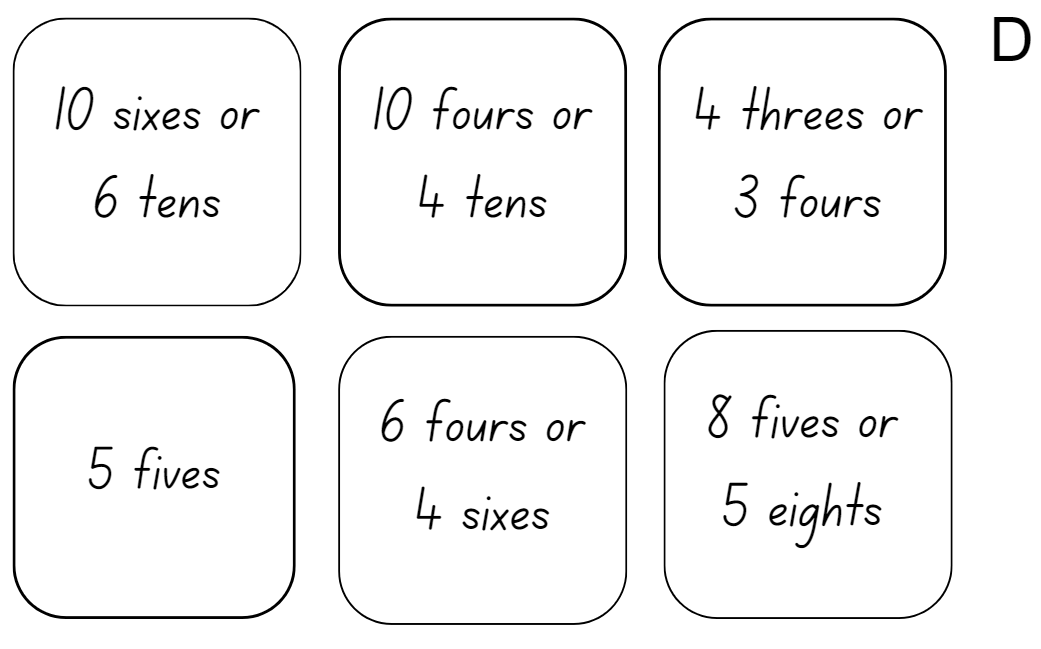 D
10 sixes or
6 tens
10 fours or
4 tens
4 threes or
3 fours
5 fives
6 fours or
4 sixes
8 fives or
5 eights